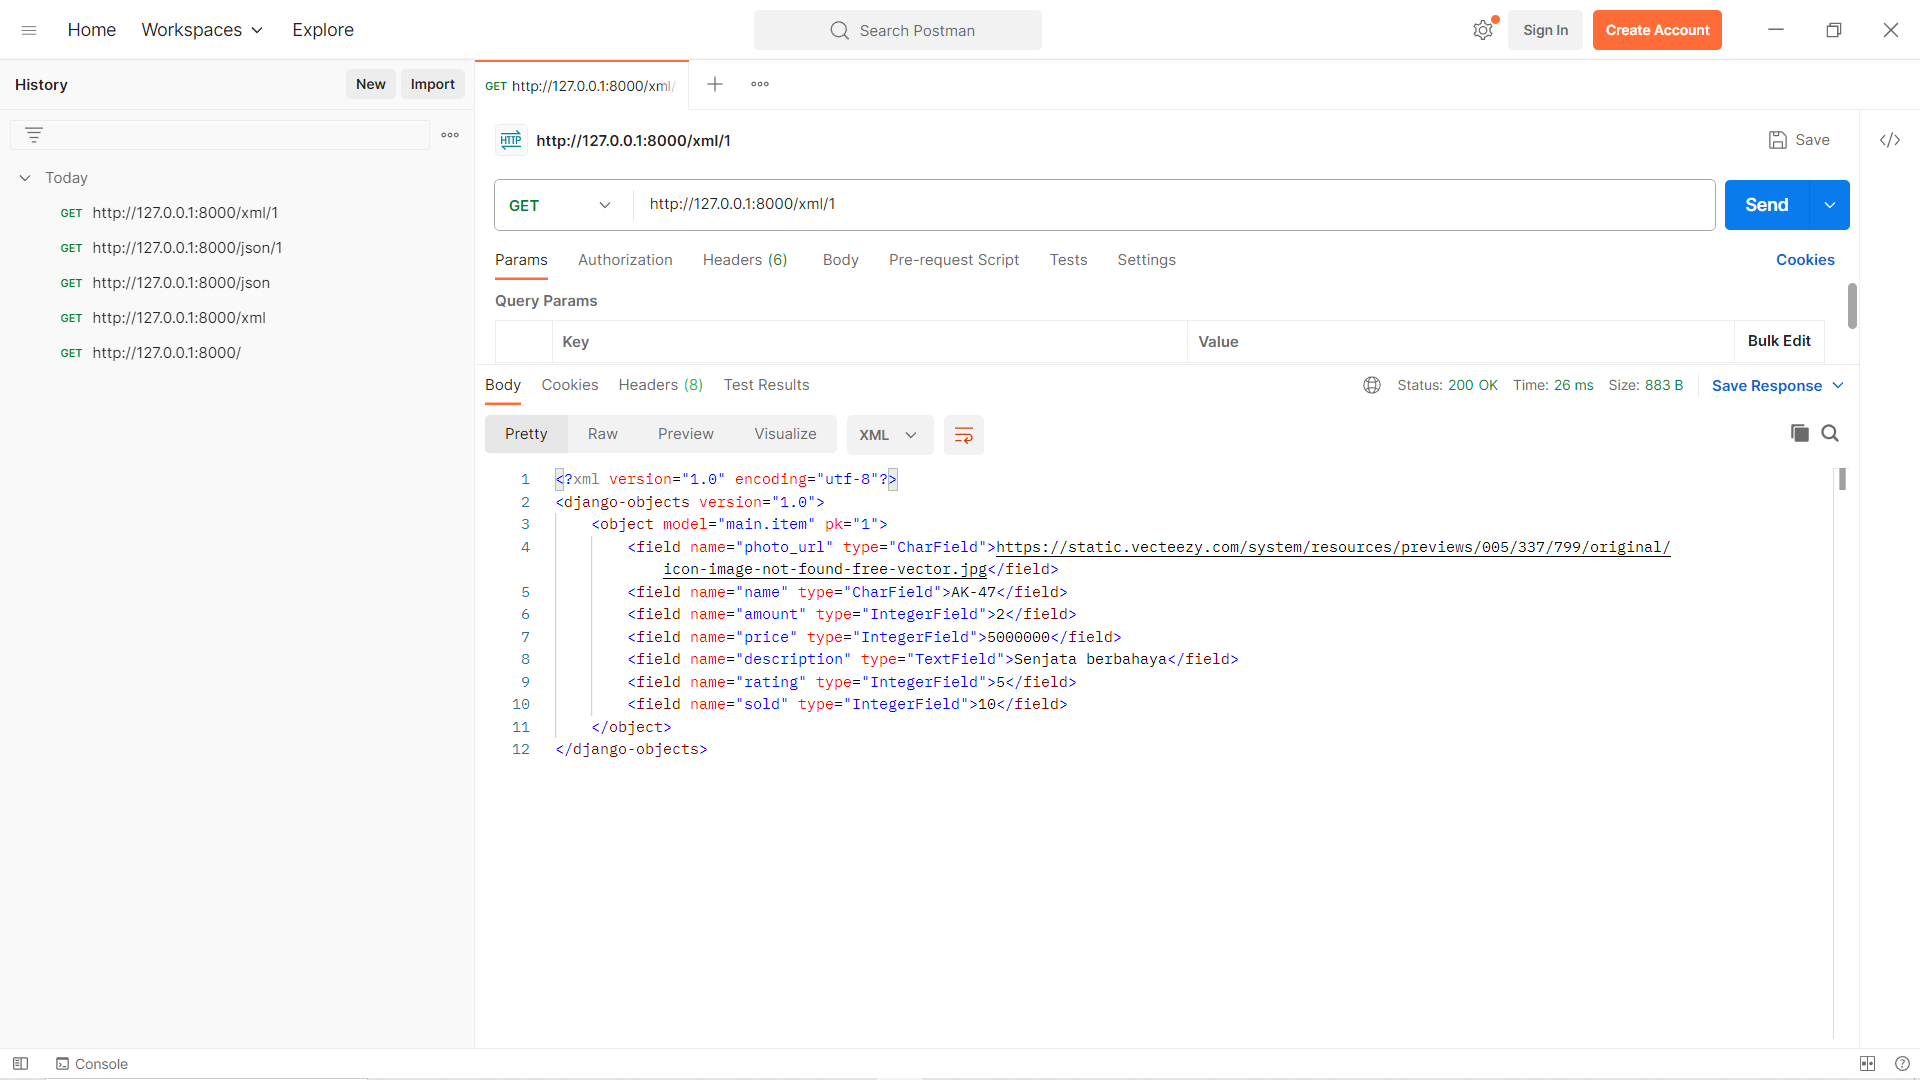 Home Workspaces Explore Search Postman Sign In Create Account
History New Import
GET http://127.0.0.1:8000/xml/
Today
GET http://127.0.0.1:8000/xml/1
GET http://127.0.0.1:8000/json/1
GET http://127.0.0.1:8000/json
GET http://127.0.0.1:8000/xml
GET http://127.0.0.1:8000/
HTTP http://127.0.0.1:8000/xml/1 Save </>
GET http://127.0.0.1:8000/xml/1 Send
Params Authorization Headers (6) Body Pre-request Script Tests Settings Cookies
Query Params
Key Value Bulk Edit
Body Cookies Headers (8) Test Results Status: 200 OK Time: 26 ms Size: 883 B Save Response
Pretty Raw Preview Visualize XML
1 <?xml version="1.0" encoding="utf-8"?>
2 <django-objects version="1.0">
3 <object model="main.item" pk="1">
4 <field name="photo_url" type="CharField">https://static.vecteezy.com/system/resources/previews/005/337/799/original/
icon-image-not-found-free-vector.jpg</field>
5 <field name="name" type="CharField">AK-47</field>
6 <field name="amount" type="IntegerField">2</field>
7 <field name="price" type="IntegerField">5000000</field>
8 <field name="description" type="TextField">Senjata berbahaya</field>
9 <field name="rating" type="IntegerField">5</field>
10 <field name="sold" type="IntegerField">10</field>
11 </object>
12 </django-objects>
Console